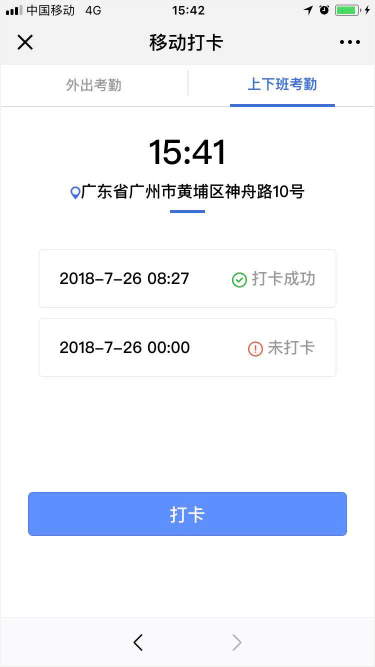 中国移动 4G 15:42
移动打卡
外出考勤 上下班考勤
15:41
广东省广州市黄埔区神舟路10号
2018-7-26 08:27 打卡成功
2018-7-26 00:00 未打卡
打卡